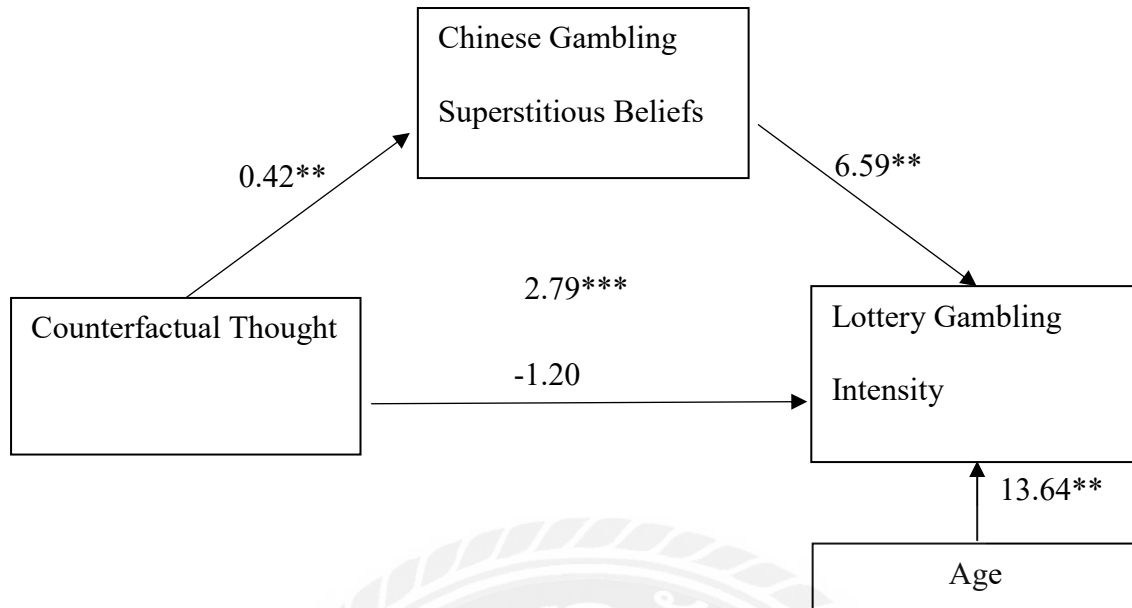 Chinese Gambling
Superstitious Beliefs
0.42**
6.59**
2.79***
Counterfactual Thought
Lottery Gambling
-1.20
Intensity
13.64**
Age